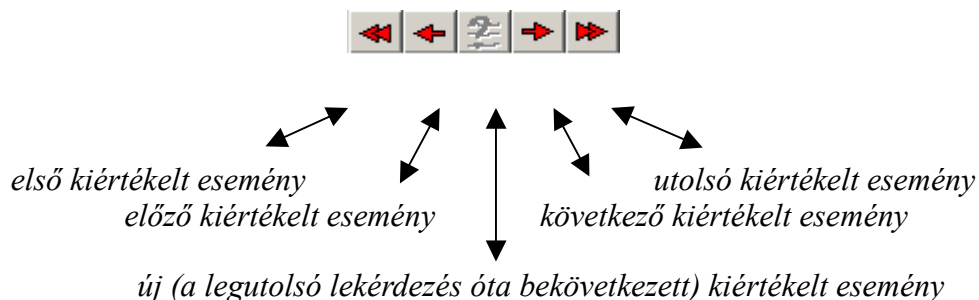 első kiértékelt esemény
utolsó kiértékelt esemény
előző kiértékelt esemény
következő kiértékelt esemény
új (a legutolsó lekérdezés óta bekövetkezett) kiértékelt esemény